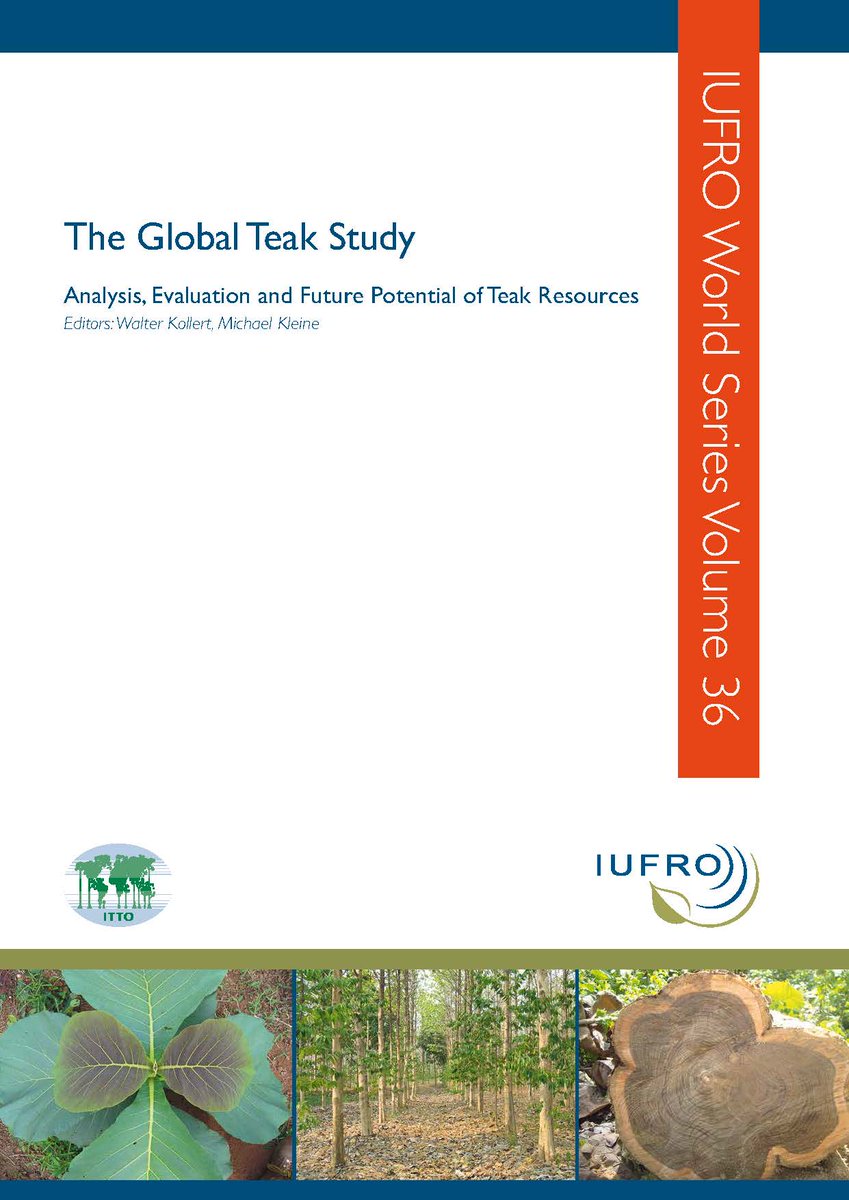 The Global Teak Study
Analysis, Evaluation and Future Potential of Teak Resources
Editors: Walter Kollert, Michael Kleine
IUFRO World Series Volume 36
ITTO
IUFRO